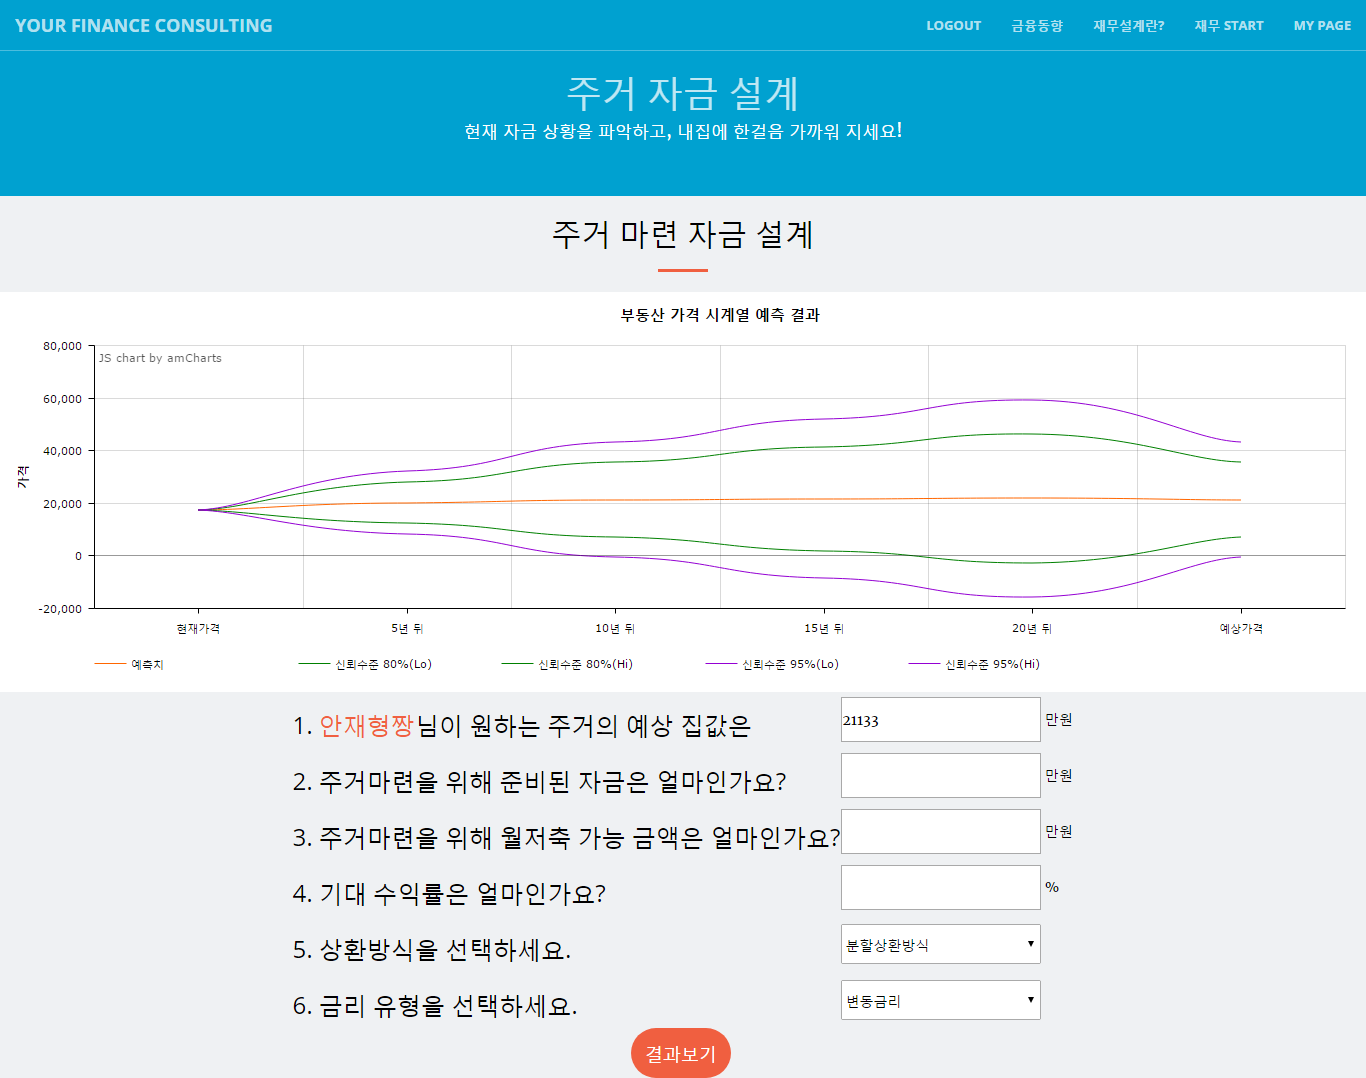 YOUR FINANCE CONSULTING
LOGOUT 금융동향 재무설계란? 재무 START MY PAGE
주거 자금 설계
현재 자금 상황을 파악하고, 내집에 한걸음 가까워 지세요!
주거 마련 자금 설계
부동산 가격 시계열 예측 결과
JS chart by amCharts
80,000
60,000
40,000
20,000
0
-20,000
가격
현재가격 5년 뒤 10년 뒤 15년 뒤 20년 뒤 예상가격
예측치 신뢰수준 80%(Lo) 신뢰수준 80%(Hi) 신뢰수준 95%(Lo) 신뢰수준 95%(Hi)
1. 안재형짱님이 원하는 주거의 예상 집값은 21133 만원
2. 주거마련을 위해 준비된 자금은 얼마인가요? 만원
3. 주거마련을 위해 월저축 가능 금액은 얼마인가요? 만원
4. 기대 수익률은 얼마인가요? %
5. 상환방식을 선택하세요. 분할상환방식
6. 금리 유형을 선택하세요. 변동금리
결과보기